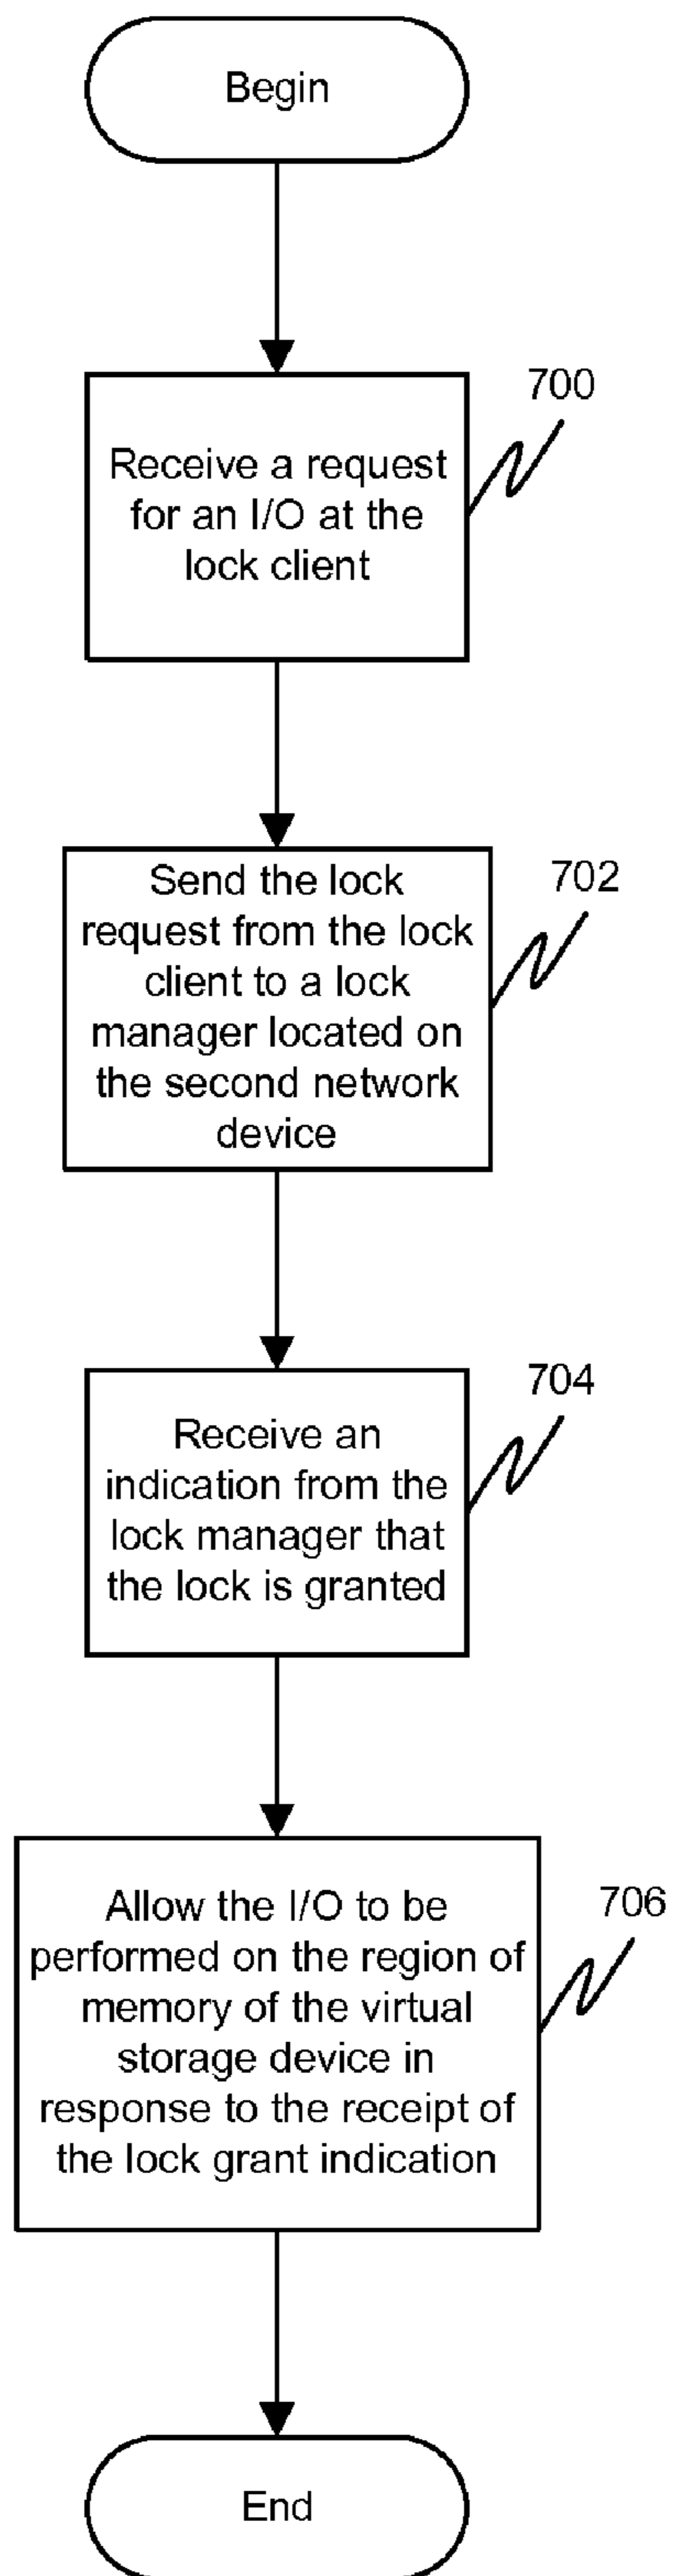 Begin
700
Receive a request
for an I/O at the
lock client
702
Send the lock
request from the lock
client to a lock
manager located on
the second network
device
704
Receive an
indication from the
lock manager that
the lock is granted
706
Allow the I/O to be
performed on the region of
memory of the virtual
storage device in
response to the receipt of
the lock grant indication
End